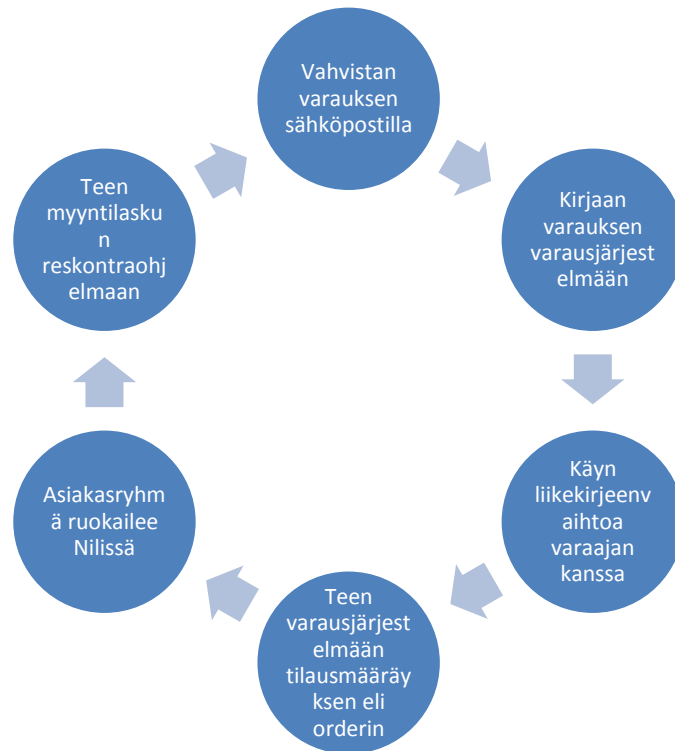 Vahvistan
varauksen
sähköpostilla
Kirjaan
varauksen
varausjärjest
elmään
Käyn
liikekirjeenv
aihtoa
varaajan
kanssa
Teen
varausjärjest
elmään
tilausmääräy
ksen eli
orderin
Asiakasryhm
ä ruokailee
Nilissä
Teen
myyntilasku
n
reskontraohj
elmaan